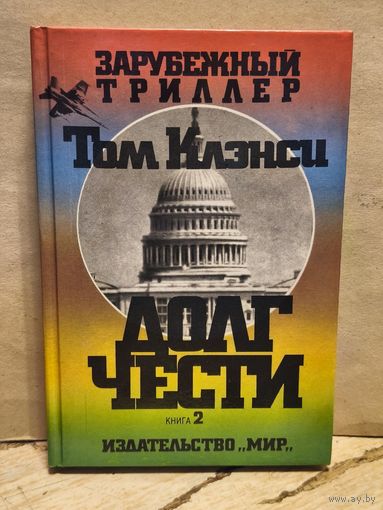 ЗАРУБЕЖНЫЙ
ТРИЛЛЕР
Том Клэнси
ДОЛГ
ЧЕСТИ
КНИГА 2
ИЗДАТЕЛЬСТВО „МИР„
www.ay.by